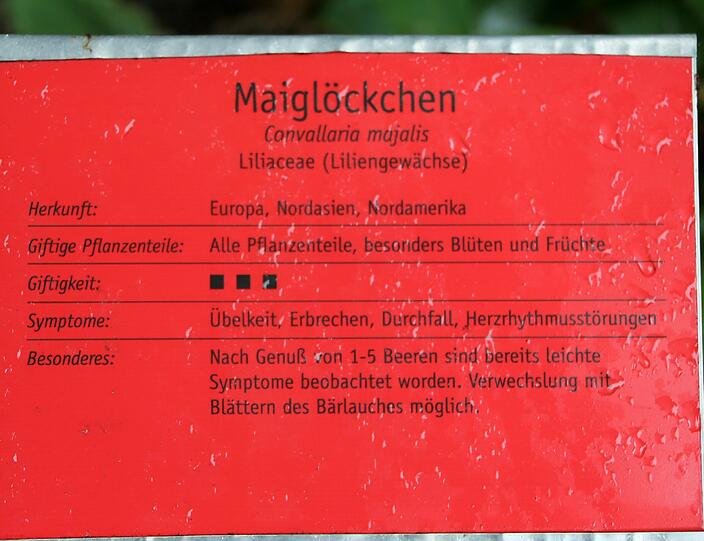 Maiglöckchen
Convallaria majalis
Liliaceae (Liliengewächse)
Herkunft: Europa, Nordasien, Nordamerika
Giftige Pflanzenteile: Alle Pflanzenteile, besonders Blüten und Früchte
Giftigkeit: ■ ■ ■
Symptome: Übelkeit, Erbrechen, Durchfall, Herzrhythmusstörungen
Besonderes: Nach Genuß von 1-5 Beeren sind bereits leichte
Symptome beobachtet worden. Verwechslung mit
Blättern des Bärlauches möglich.